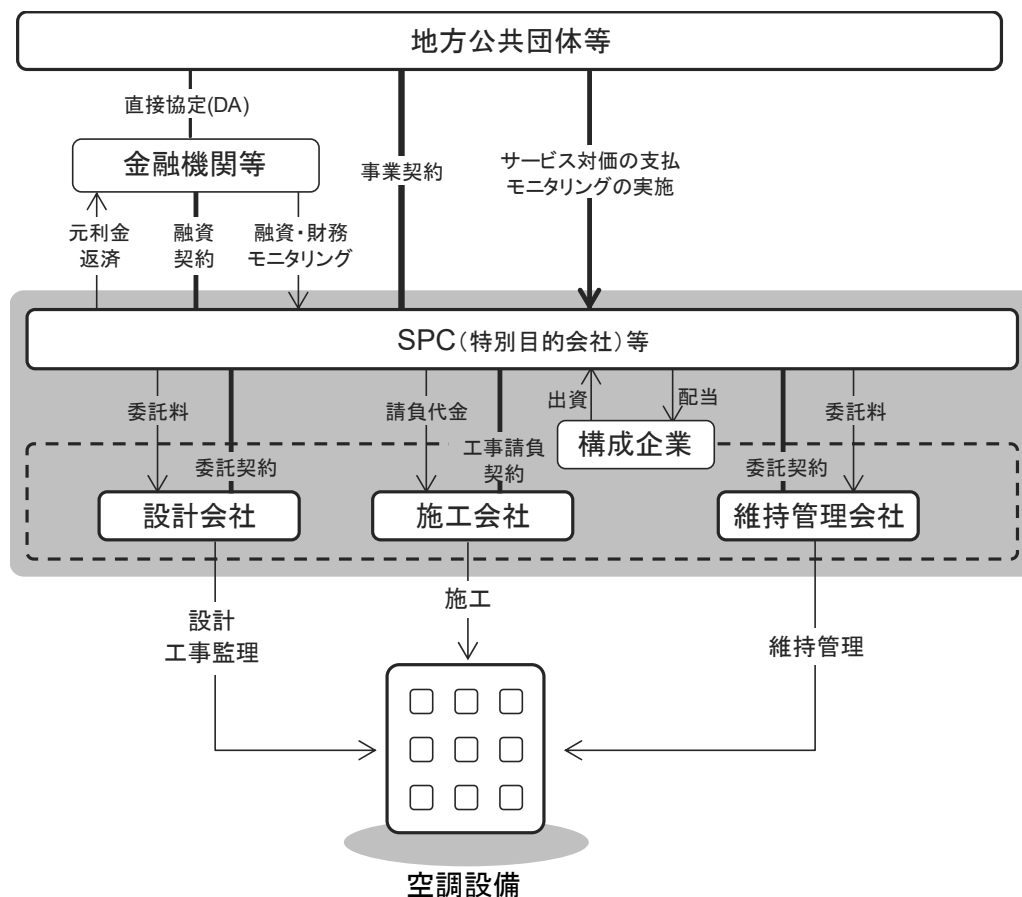 地方公共団体等
直接協定(DA)
金融機関等
事業契約
サービス対価の支払
モニタリングの実施
元利金
返済
融資
契約
融資・財務
モニタリング
SPC(特別目的会社)等
委託料
請負代金
出資
配当
委託料
構成企業
委託契約
工事請負
契約
委託契約
設計会社
施工会社
維持管理会社
設計
工事監理
施工
維持管理
空調設備